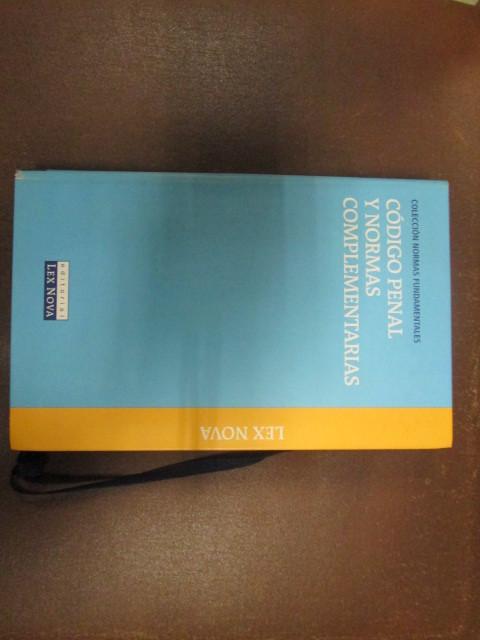 COLECCIÓN NORMAS FUNDAMENTALES
CÓDIGO PENAL
Y NORMAS
COMPLEMENTARIAS
editorial
LEX NOVA
LEX NOVA